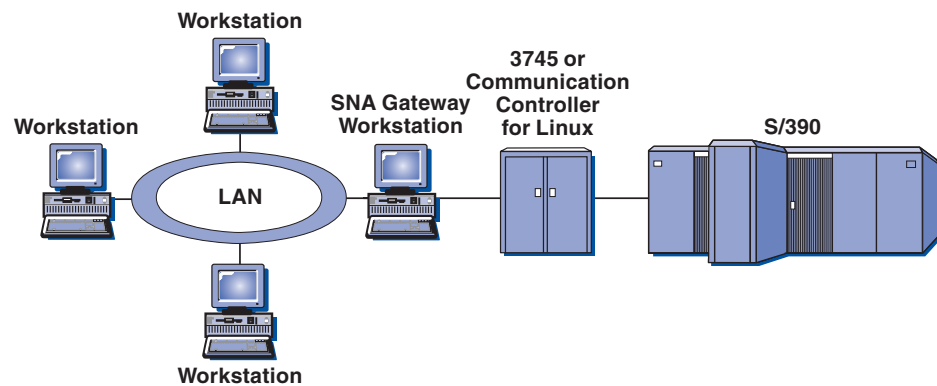 Workstation
3745 or
Communication
Controller
for Linux
SNA Gateway
Workstation
S/390
Workstation
LAN
Workstation